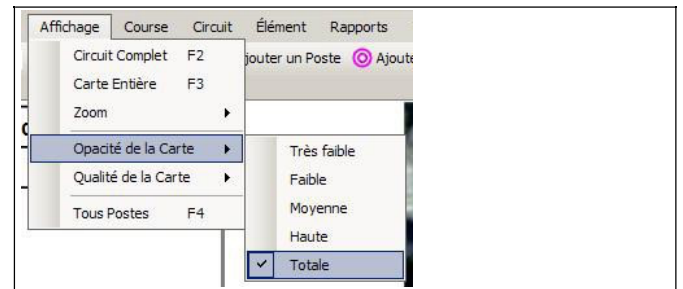 Affichage Course Circuit Élément Rapports
Circuit Complet F2
jouter un Poste Ajoute
Carte Entière F3
Zoom
Opacité de la Carte
Très faible
Qualité de la Carte
Faible
Tous Postes F4
Moyenne
Haute
Totale